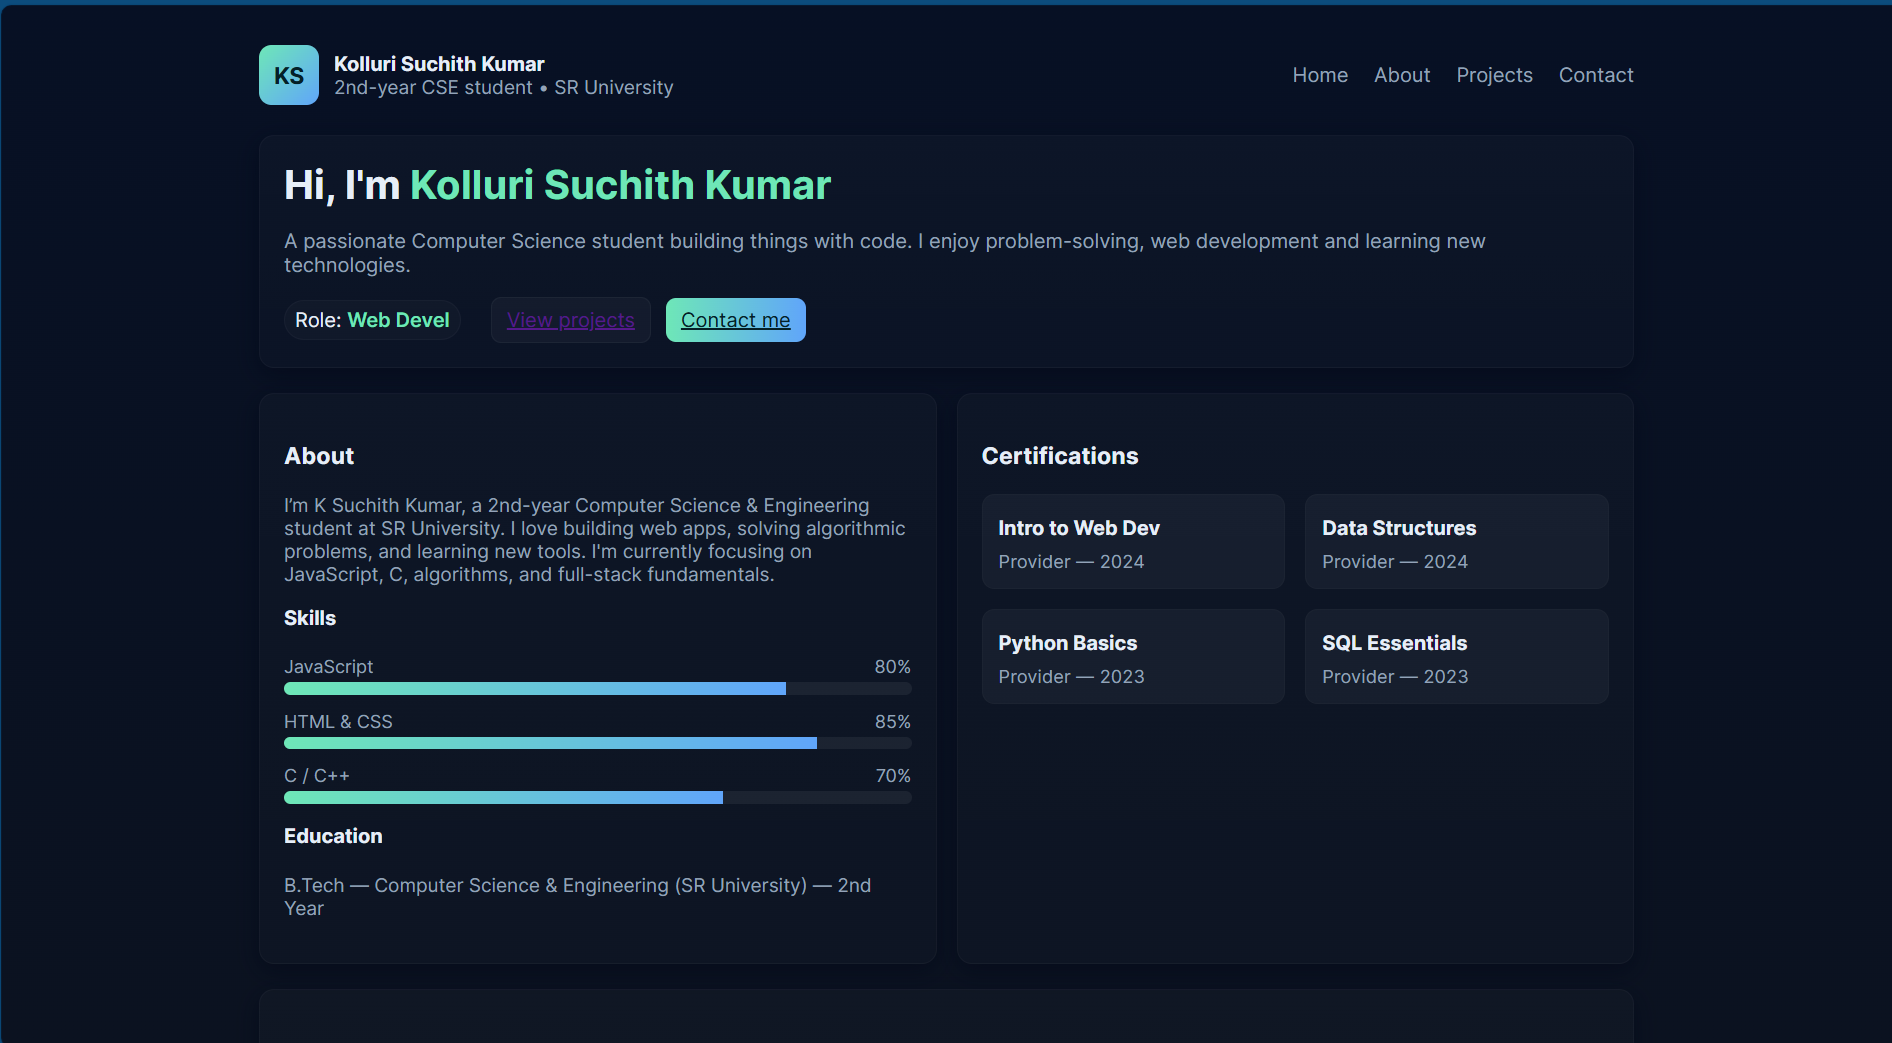 KS
Kolluri Suchith Kumar
2nd-year CSE student • SR University
Home About Projects Contact
Hi, I'm Kolluri Suchith Kumar
A passionate Computer Science student building things with code. I enjoy problem-solving, web development and learning new
technologies.
Role: Web Devel
View projects
Contact me
About
I’m K Suchith Kumar, a 2nd-year Computer Science & Engineering
student at SR University. I love building web apps, solving algorithmic
problems, and learning new tools. I'm currently focusing on
JavaScript, C, algorithms, and full-stack fundamentals.
Skills
JavaScript 80%
HTML & CSS 85%
C / C++ 70%
Education
B.Tech — Computer Science & Engineering (SR University) — 2nd
Year
Certifications
Intro to Web Dev
Provider — 2024
Data Structures
Provider — 2024
Python Basics
Provider — 2023
SQL Essentials
Provider — 2023